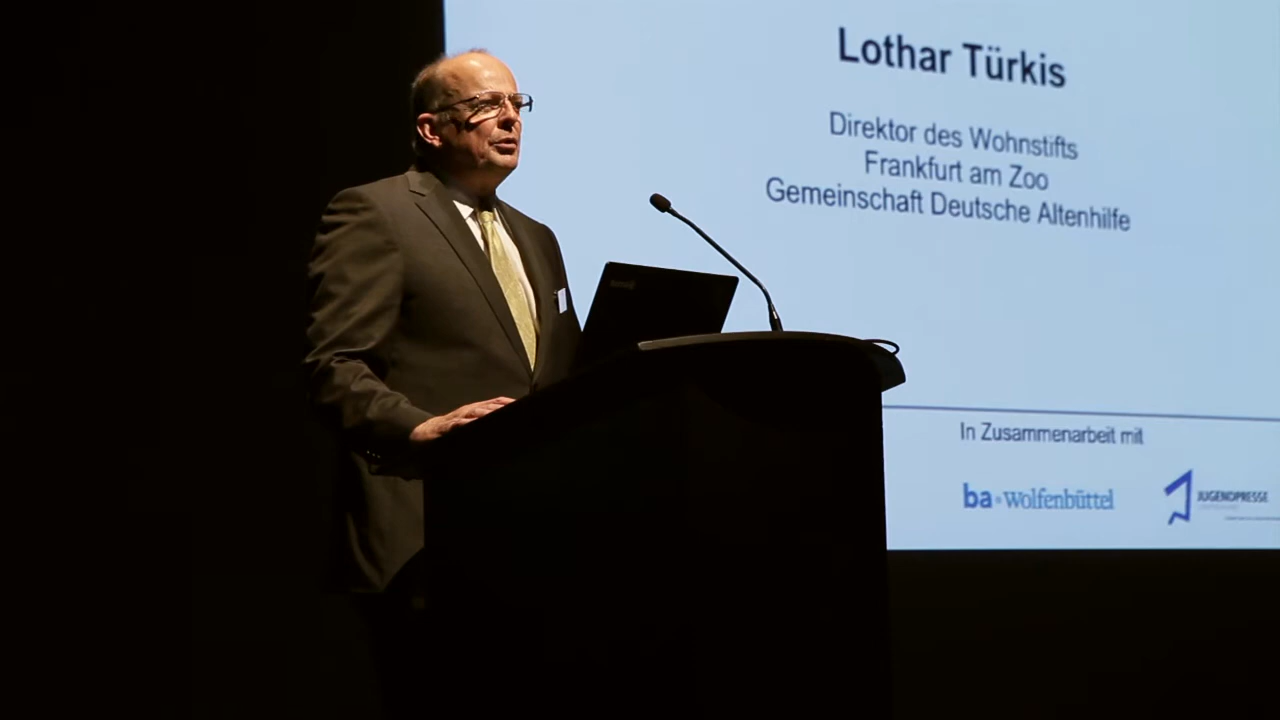 Lothar Türkis
Direktor des Wohnstifts
Frankfurt am Zoo
Gemeinschaft Deutsche Altenhilfe
In Zusammenarbeit mit
ba•wolfenbüttel
JUGENDPRESSE